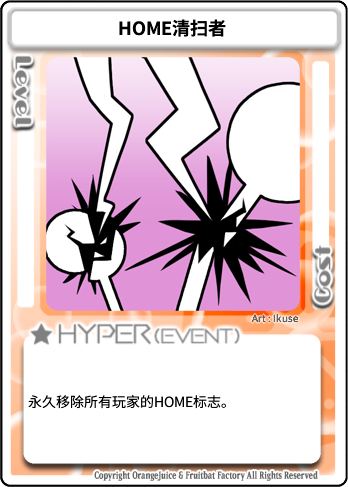 HOME清扫者
Level
Cost
Art : Ikuse
★ HYPER (EVENT)
永久移除所有玩家的HOME标志。
Copyright OrangeJuice & Fruitbat Factory All Rights Reserved